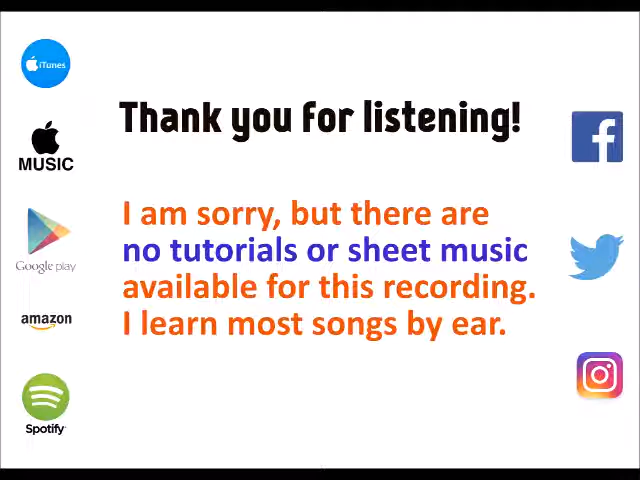 iTunes
Thank you for listening!
MUSIC
I am sorry, but there are
no tutorials or sheet music
available for this recording.
I learn most songs by ear.
Google play
amazon
Spotify